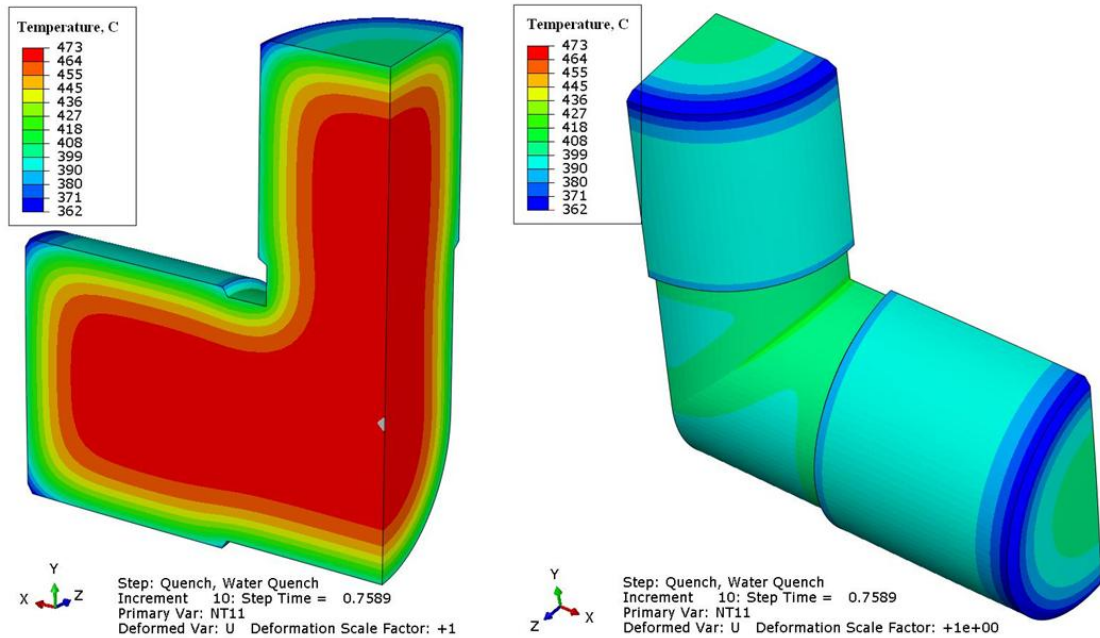 Temperature, C
473
464
455
445
436
427
418
408
399
390
380
371
362
Y
X
Z
Step: Quench, Water Quench
Increment 10: Step Time = 0.7589
Primary Var: NT11
Deformed Var: U Deformation Scale Factor: +1
Temperature, C
473
464
455
445
436
427
418
408
399
390
380
371
362
Y
Z
X
Step: Quench, Water Quench
Increment 10: Step Time = 0.7589
Primary Var: NT11
Deformed Var: U Deformation Scale Factor: +1e+00